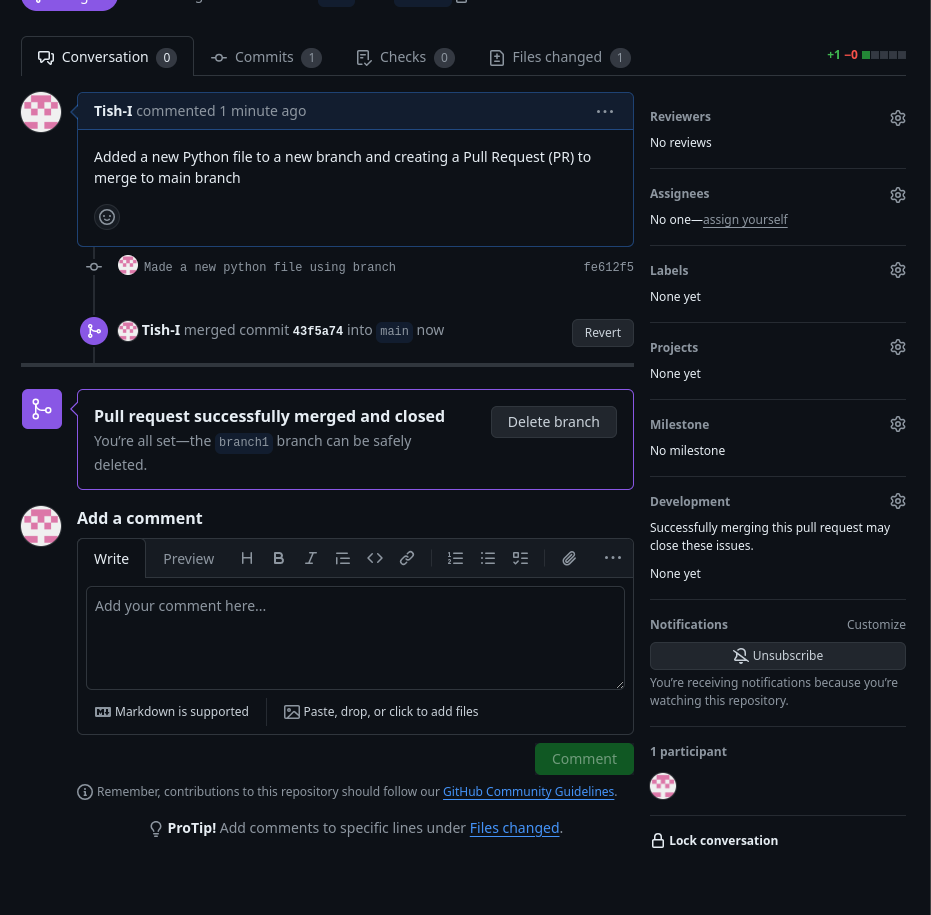 Conversation 0
Commits 1
Checks 0
Files changed 1
+1 −0
Tish-I commented 1 minute ago
Added a new Python file to a new branch and creating a Pull Request (PR) to
merge to main branch
Made a new python file using branch fe612f5
Tish-I merged commit 43f5a74 into main now
Revert
Pull request successfully merged and closed
You're all set—the branch1 branch can be safely
deleted.
Delete branch
Add a comment
Write Preview H B I
Add your comment here...
Markdown is supported
Paste, drop, or click to add files
Comment
Remember, contributions to this repository should follow our GitHub Community Guidelines.
ProTip! Add comments to specific lines under Files changed.
Reviewers
No reviews
Assignees
No one—assign yourself
Labels
None yet
Projects
None yet
Milestone
No milestone
Development
Successfully merging this pull request may
close these issues.
None yet
Notifications Customize
Unsubscribe
You're receiving notifications because you're
watching this repository.
1 participant
Lock conversation